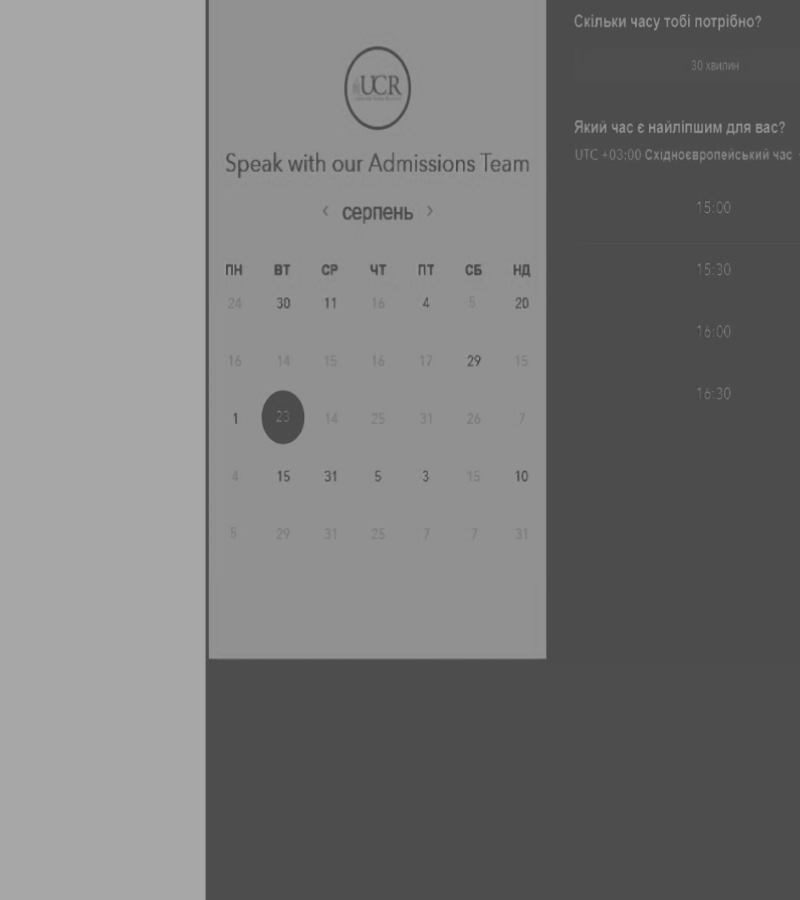 UCR
Speak with our Admissions Team
‹ серпень ›
ПН ВТ СР ЧТ ПТ СБ НД
24 30 11 16 4 5 20
16 14 15 16 17 29 15
1 23 14 25 31 26 7
4 15 31 5 3 15 10
5 29 31 25 7 7 31
Скільки часу тобі потрібно?
30 хвилин
Який час є найліпшим для вас?
UTC +03:00 Східноєвропейський час
15:00
15:30
16:00
16:30